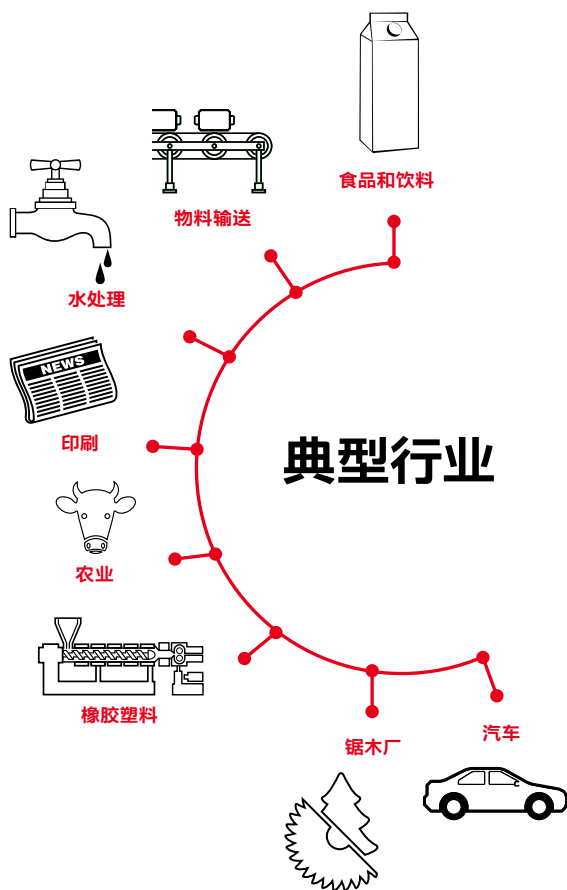 食品和饮料
物料输送
水处理
NEWS
印刷
典型行业
农业
橡胶塑料
锯木厂
汽车